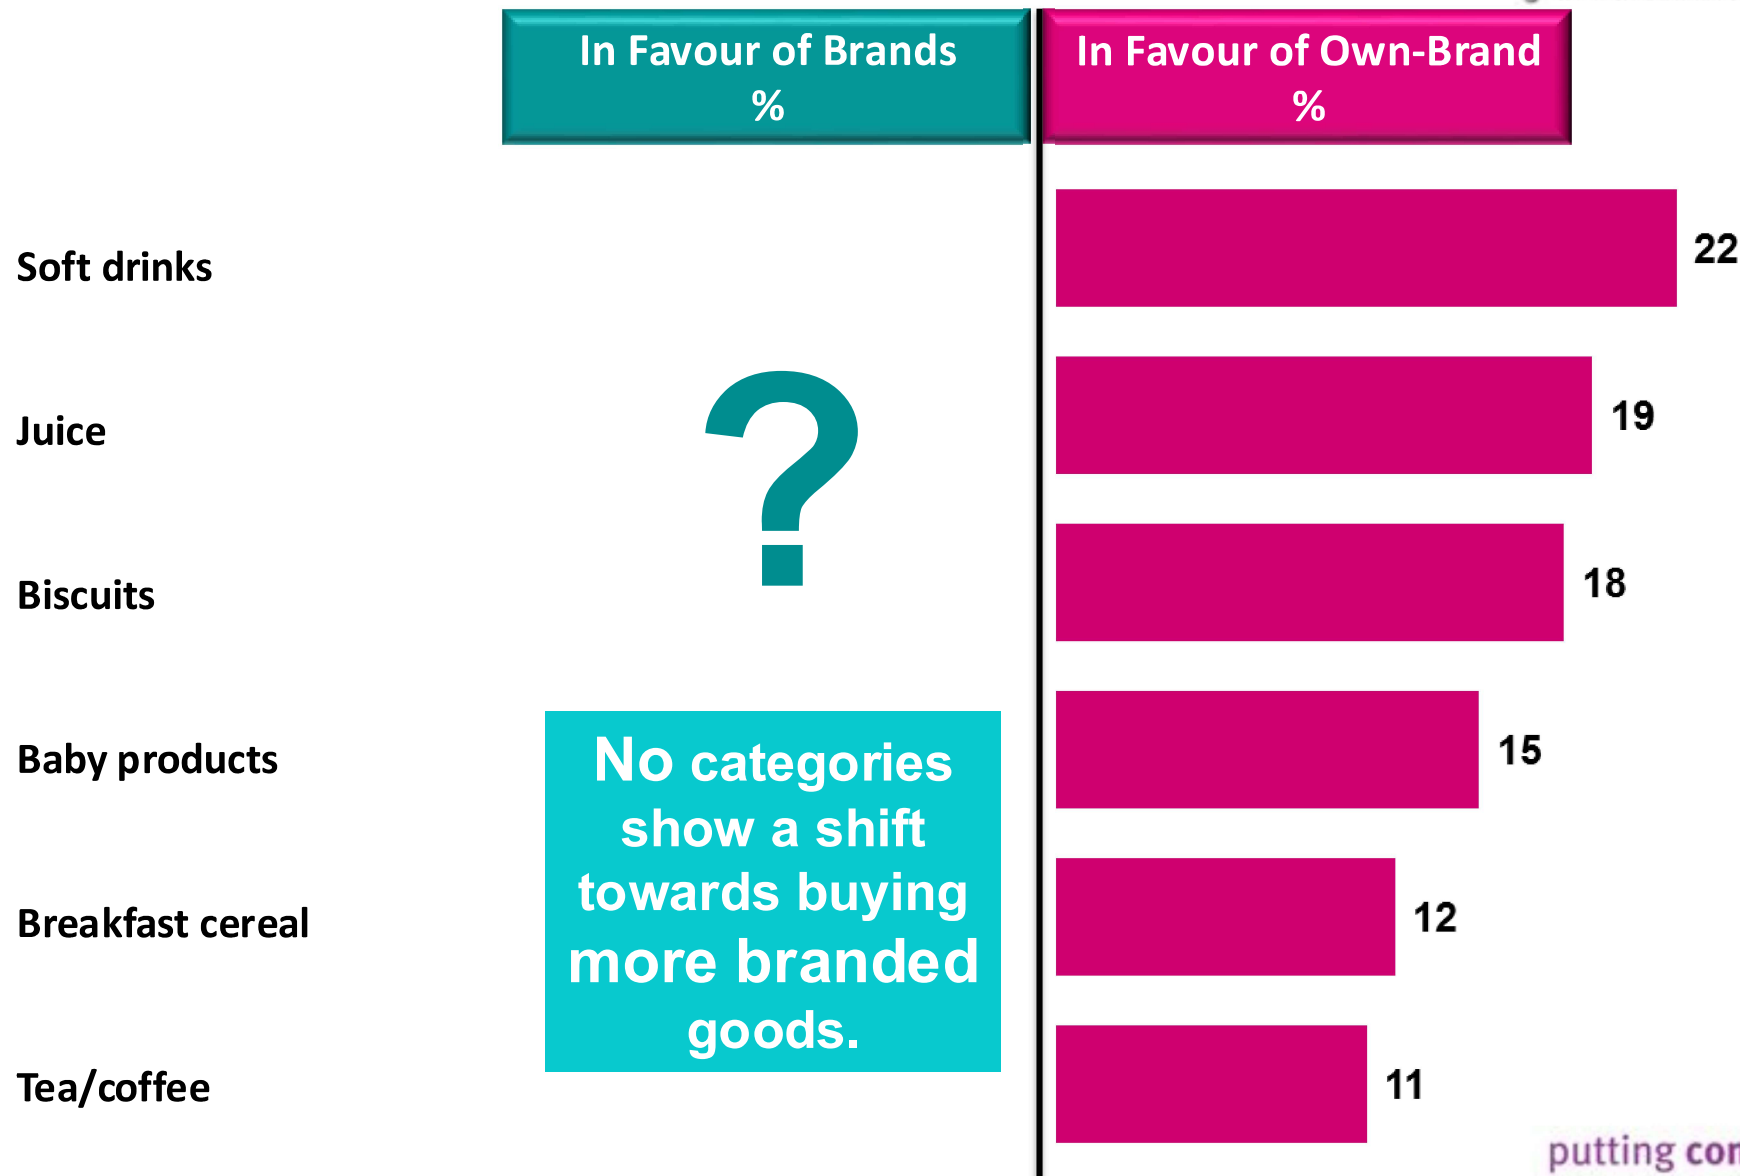 In Favour of Brands
%
In Favour of Own-Brand
%
Soft drinks
22
Juice
19
?
Biscuits
18
Baby products
15
No categories
show a shift
towards buying
more branded
goods.
Breakfast cereal
12
Tea/coffee
11
putting